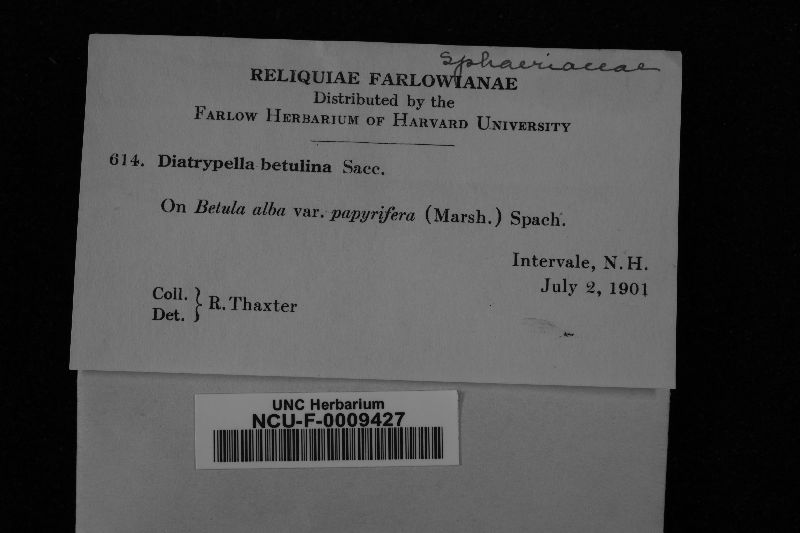 Sphaeriaceae
RELIQUIAE FARLOWIANAE
Distributed by the
FARLOW HERBARIUM OF HARVARD UNIVERSITY
614. Diatrypella betulina Sacc.
On Betula alba var. papyrifera (Marsh.) Spach.
Intervale, N. H.
July 2, 1901
Coll. } R. Thaxter
Det.
UNC Herbarium
NCU-F-0009427